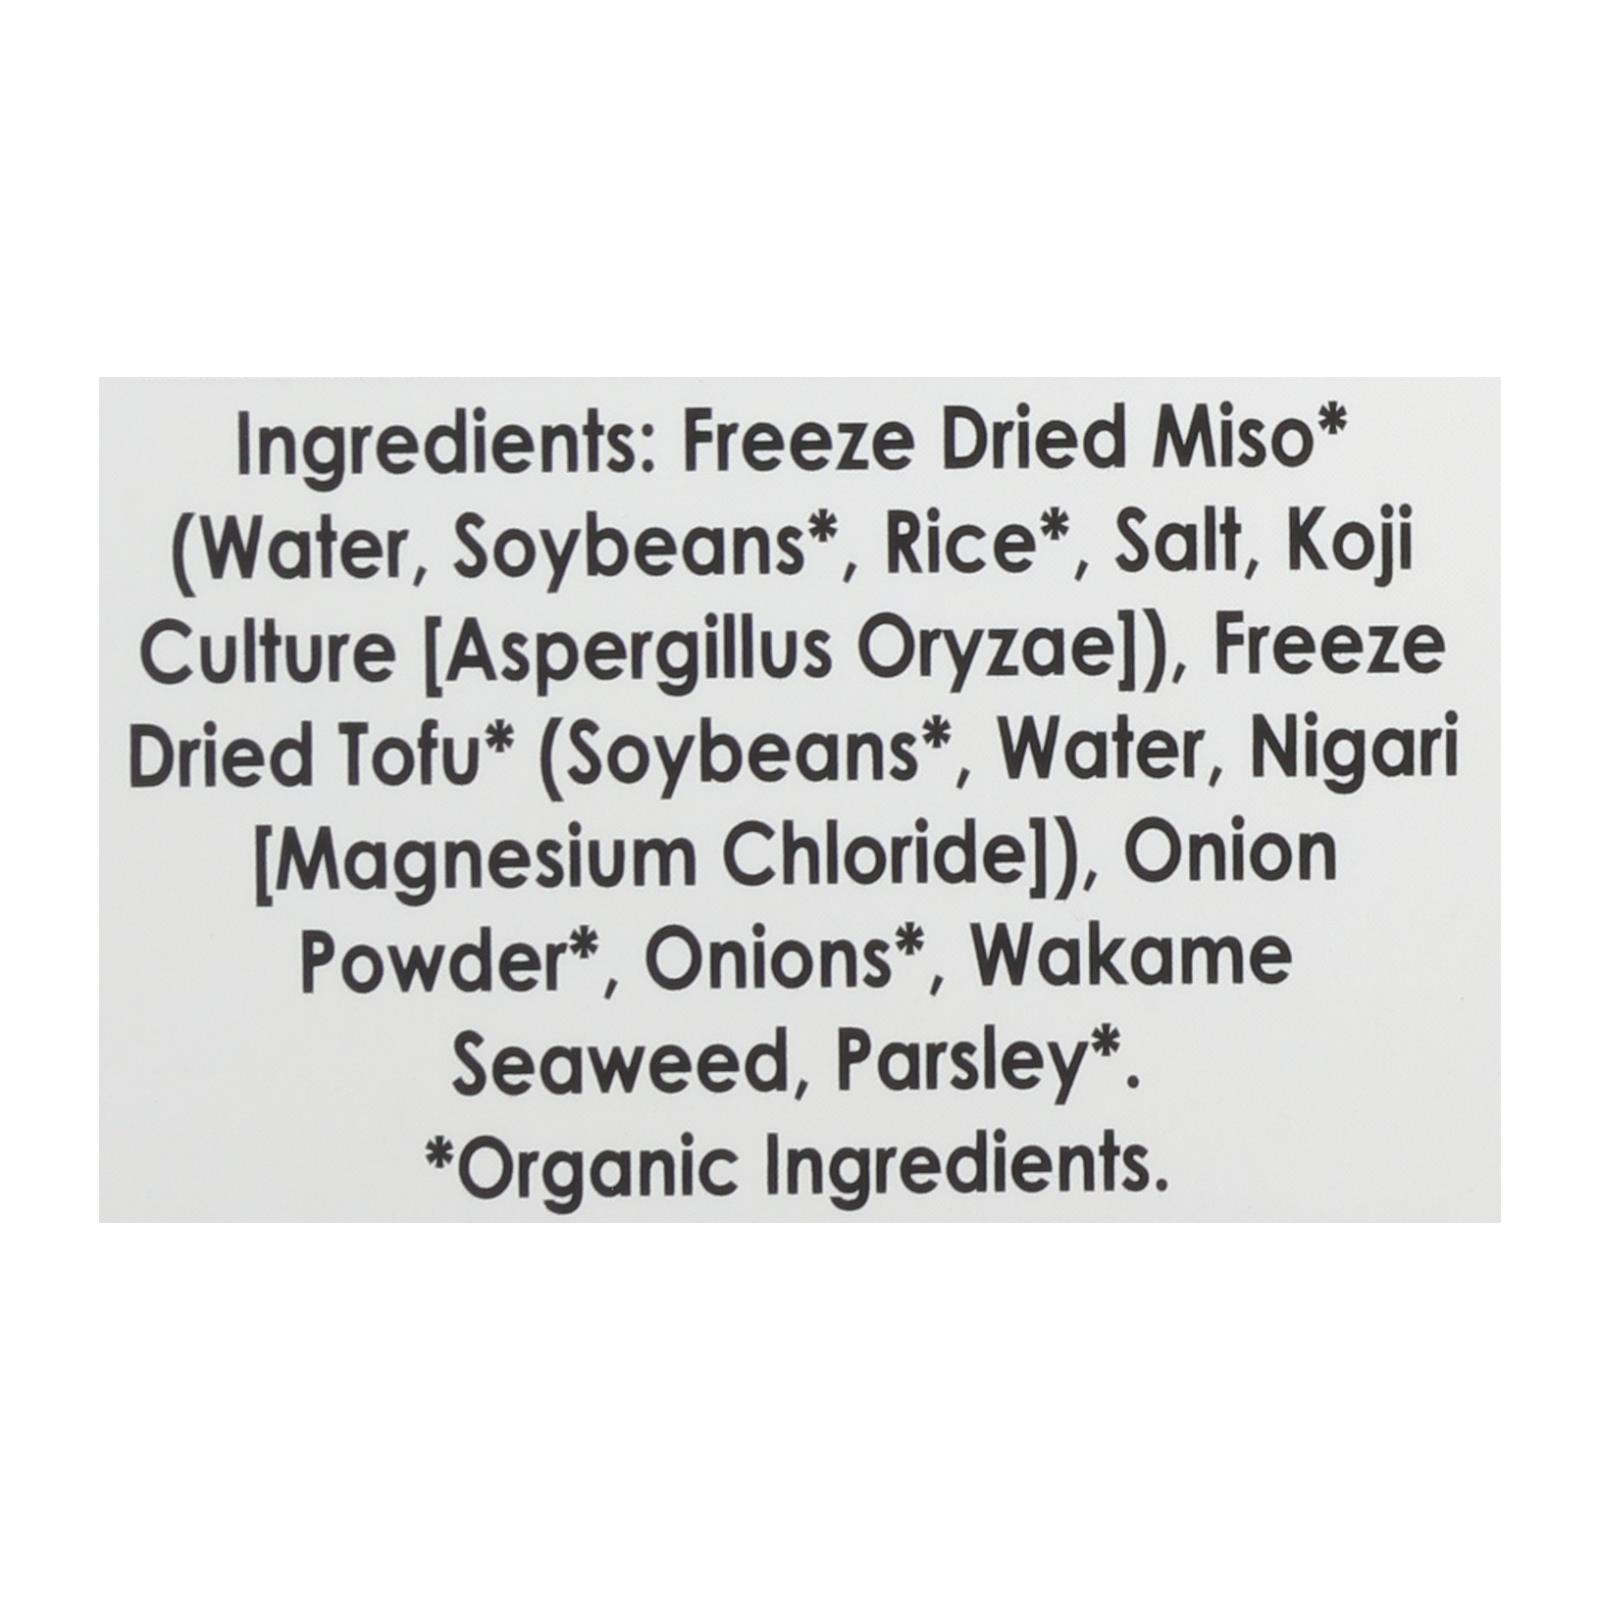 Ingredients: Freeze Dried Miso*
(Water, Soybeans*, Rice*, Salt, Koji
Culture [Aspergillus Oryzae]), Freeze
Dried Tofu* (Soybeans*, Water, Nigari
[Magnesium Chloride]), Onion
Powder*, Onions*, Wakame
Seaweed, Parsley*.
*Organic Ingredients.